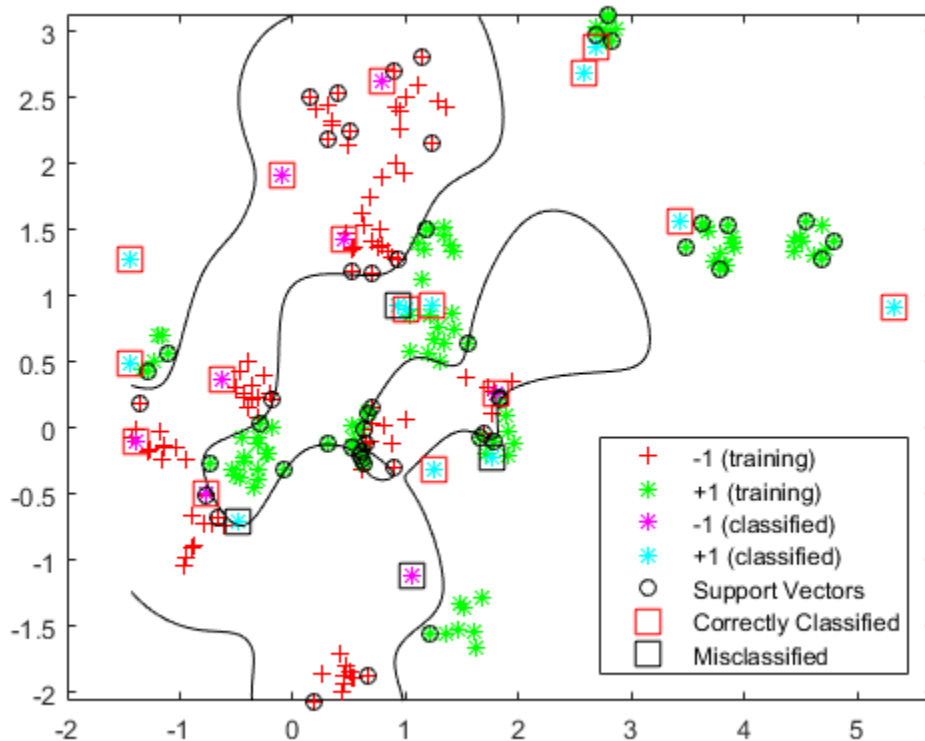 3
2.5
2
1.5
1
0.5
0
-0.5
-1
-1.5
-2
-2 -1 0 1 2 3 4 5
-1 (training)
+1 (training)
-1 (classified)
+1 (classified)
Support Vectors
Correctly Classified
Misclassified